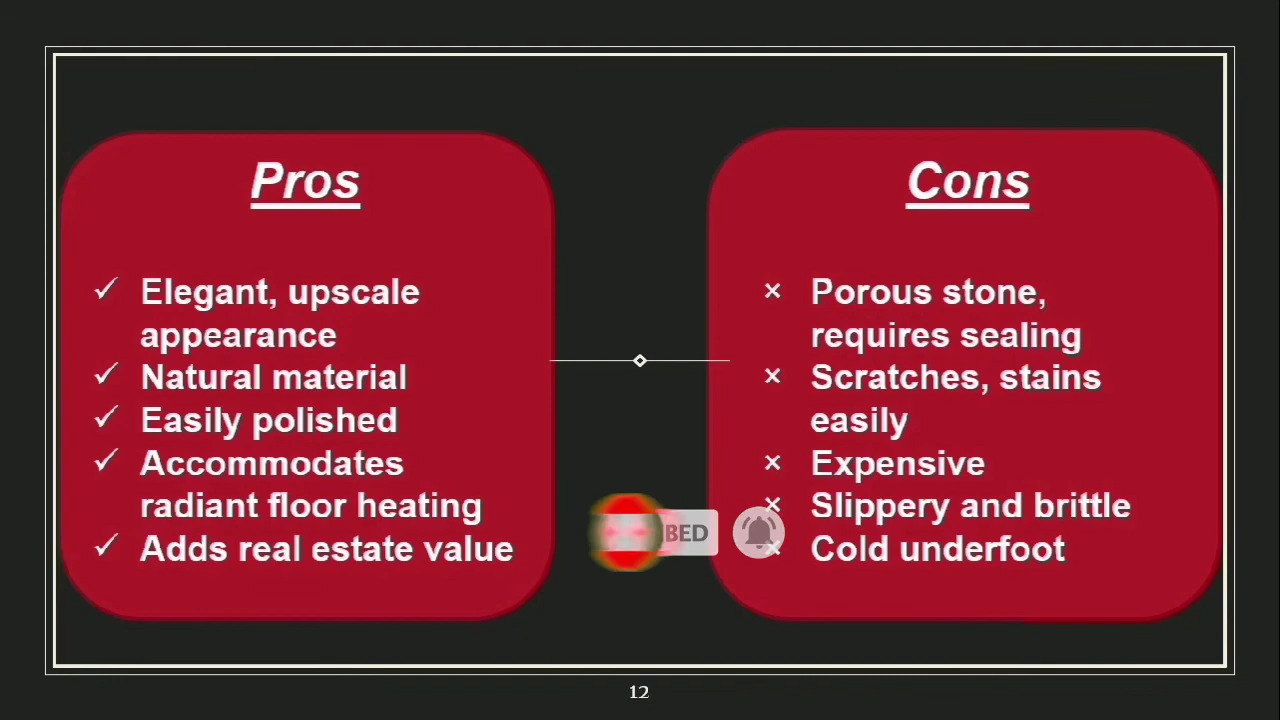 Pros
Elegant, upscale
appearance
Natural material
Easily polished
Accommodates
radiant floor heating
Adds real estate value
Cons
Porous stone,
requires sealing
Scratches, stains
easily
Expensive
Slippery and brittle
Cold underfoot
BED
12